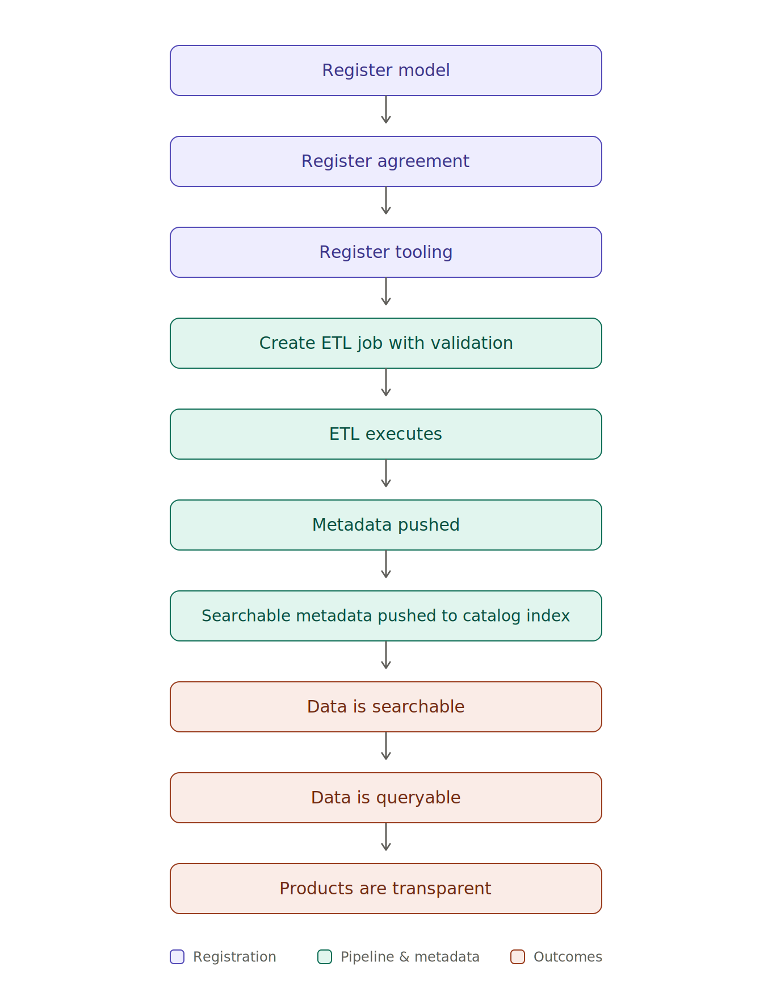 Register model
Register agreement
Register tooling
Create ETL job with validation
ETL executes
Metadata pushed
Searchable metadata pushed to catalog index
Data is searchable
Data is queryable
Products are transparent
Registration
Pipeline & metadata
Outcomes